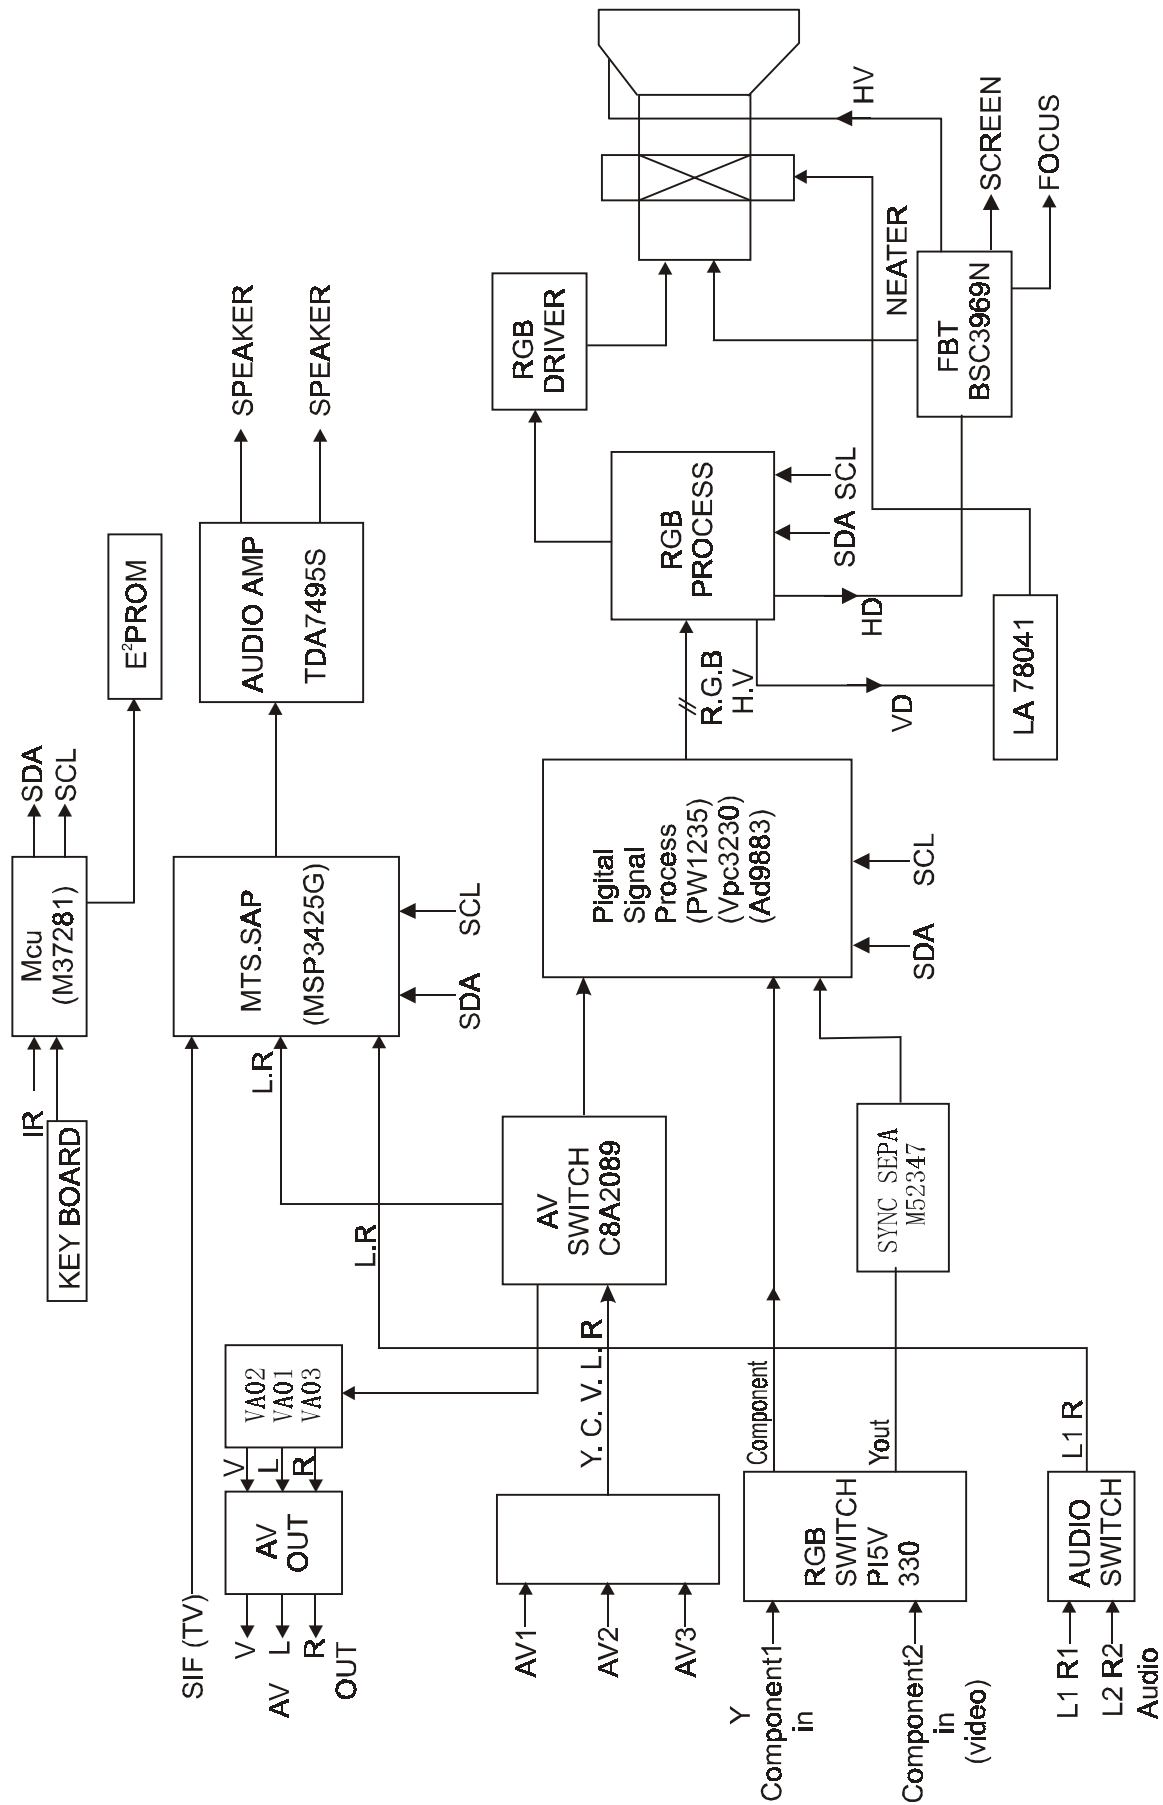 KEY BOARD
IR
Mcu
(M37281)
SDA
SCL
E²PROM
SIF (TV)
MTS.SAP
(MSP3425G)
L.R
L.R
SDA
SCL
AUDIO AMP
TDA7495S
SPEAKER
SPEAKER
V
AV L
R
OUT
AV
OUT
V
L
R
VA02
VA01
VA03
AV1
AV2
AV3
Y. C. V. L. R
AV
SWITCH
C8A2089
Pigital
Signal
Process
(PW1235)
(Vpc3230)
(Ad9883)
SDA
SCL
R.G.B
H.V
RGB
PROCESS
SDA SCL
RGB
DRIVER
HD
VD
LA 78041
FBT
BSC3969N
NEATER
HV
SCREEN
FOCUS
Y
Component1
in
Component2
in
(video)
RGB
SWITCH
PI5V
330
Component
Yout
SYNC SEPA
M52347
L1 R1
L2 R2
Audio
AUDIO
SWITCH
L1 R